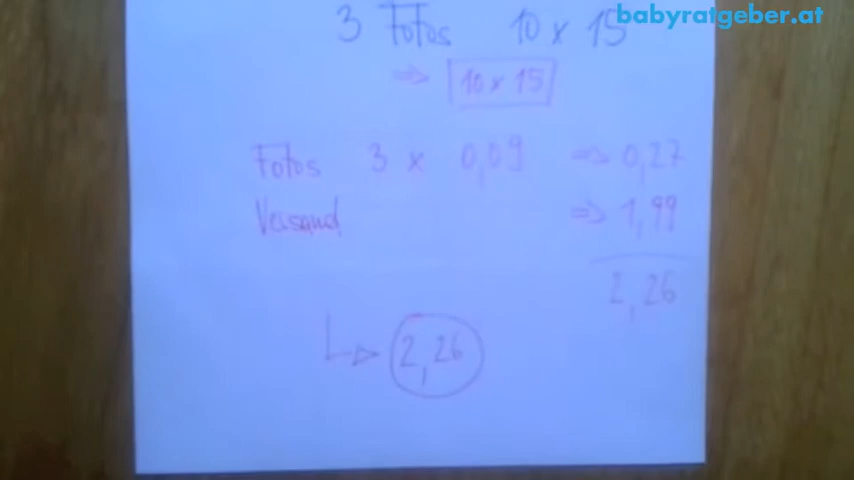 babyratgeber.at
3 Fotos 10 x 15
⇒ 10 x 15
Fotos 3 x 0,09 ⇒ 0,27
Versand ⇒ 1,99
2,26
2,26